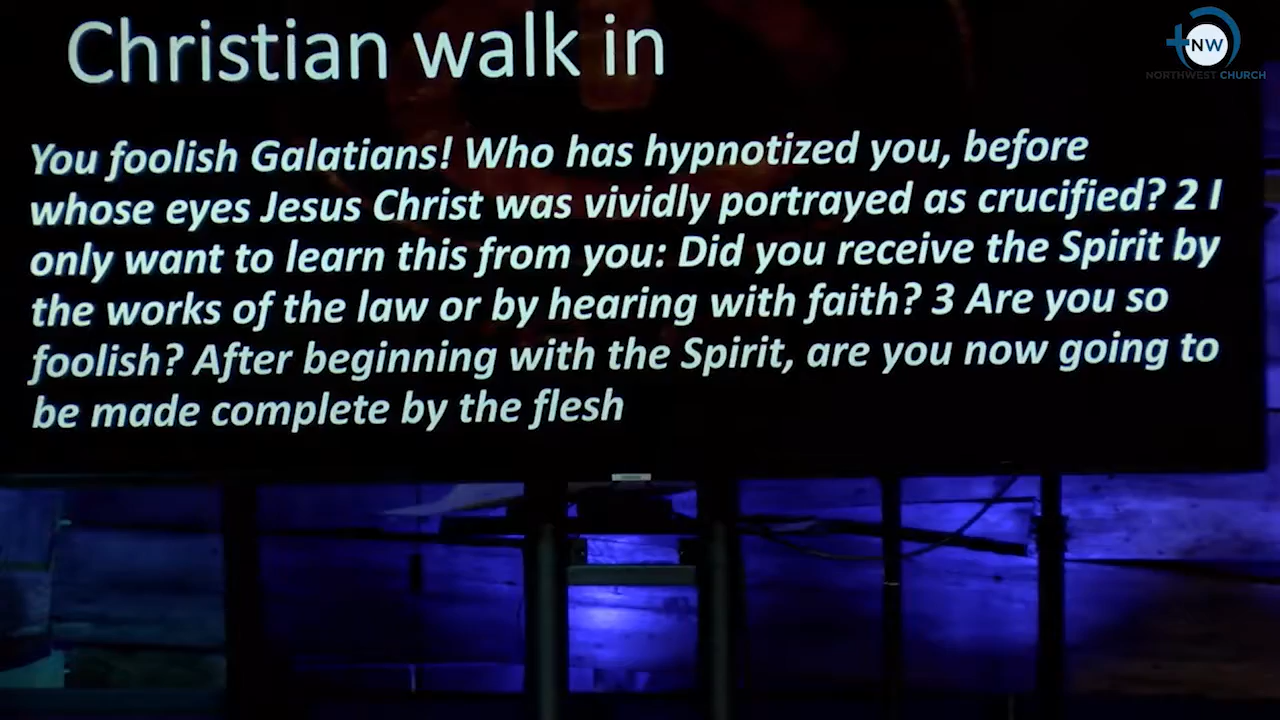 Christian walk in
You foolish Galatians! Who has hypnotized you, before
whose eyes Jesus Christ was vividly portrayed as crucified? 2 I
only want to learn this from you: Did you receive the Spirit by
the works of the law or by hearing with faith? 3 Are you so
foolish? After beginning with the Spirit, are you now going to
be made complete by the flesh
NW
NORTHWEST CHURCH